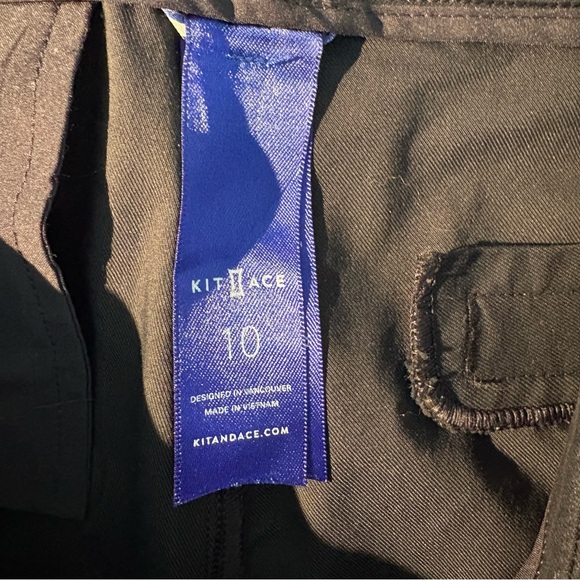 KIT ACE
10
DESIGNED IN VANCOUVER
MADE IN VIETNAM
KITANDACE.COM